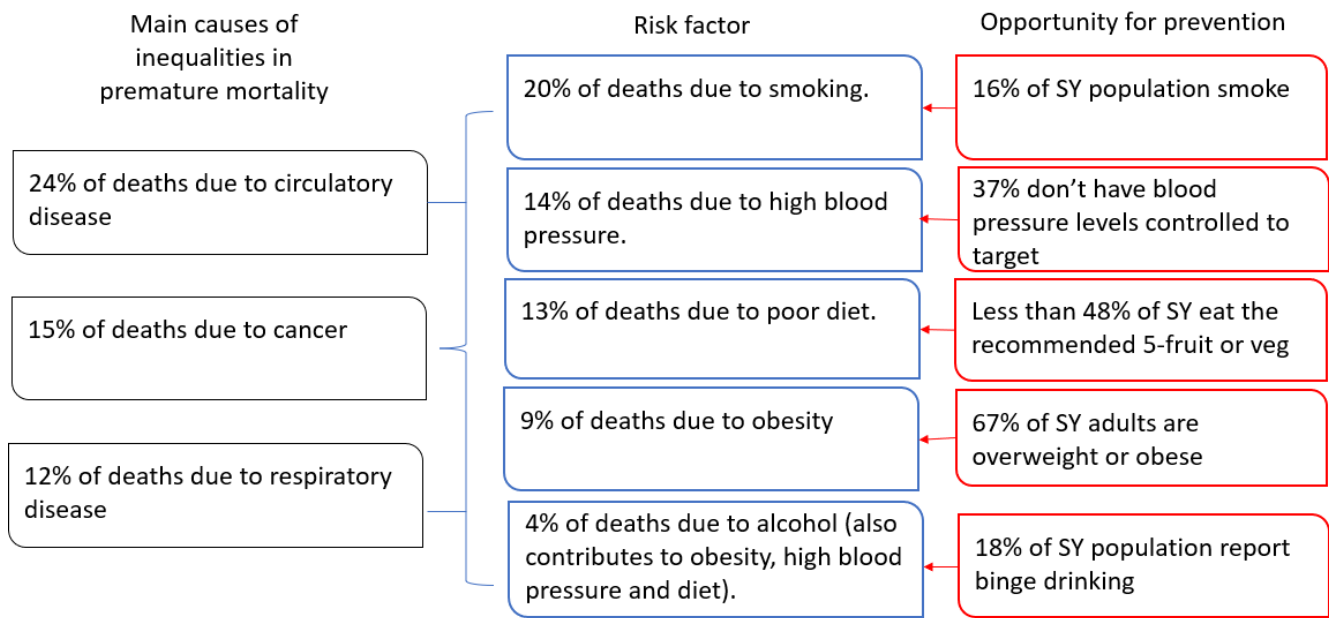 Main causes of
inequalities in
premature mortality
24% of deaths due to circulatory
disease
15% of deaths due to cancer
12% of deaths due to respiratory
disease
Risk factor
20% of deaths due to smoking.
14% of deaths due to high blood
pressure.
13% of deaths due to poor diet.
9% of deaths due to obesity
4% of deaths due to alcohol (also
contributes to obesity, high blood
pressure and diet).
Opportunity for prevention
16% of SY population smoke
37% don’t have blood
pressure levels controlled to
target
Less than 48% of SY eat the
recommended 5-fruit or veg
67% of SY adults are
overweight or obese
18% of SY population report
binge drinking